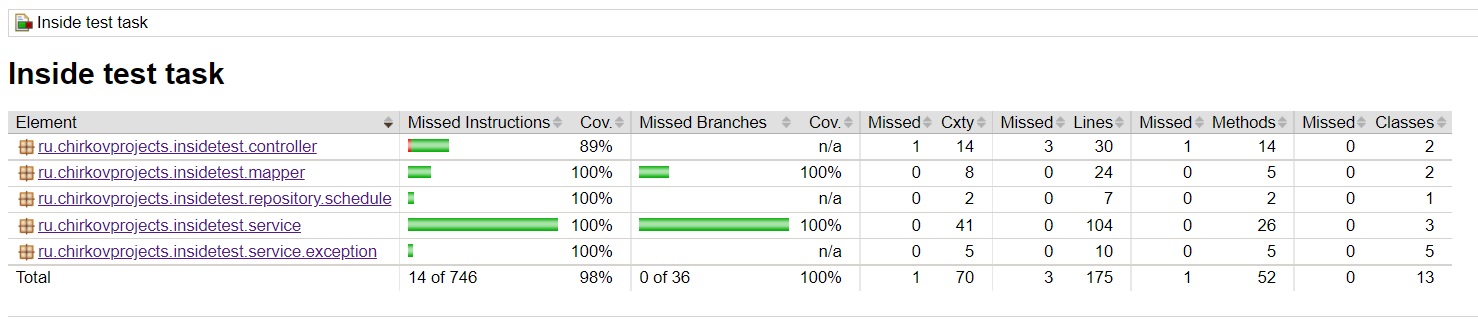 Inside test task
Inside test task
Element Missed Instructions Cov. Missed Branches Cov. Missed Cxty Missed Lines Missed Methods Missed Classes
ru.chirkovprojects.insidetest.controller 89% n/a 1 14 3 30 1 14 0 2
ru.chirkovprojects.insidetest.mapper 100% 100% 0 8 0 24 0 5 0 2
ru.chirkovprojects.insidetest.repository.schedule 100% n/a 0 2 0 7 0 2 0 1
ru.chirkovprojects.insidetest.service 100% 100% 0 41 0 104 0 26 0 3
ru.chirkovprojects.insidetest.service.exception 100% n/a 0 5 0 10 0 5 0 5
Total 14 of 746 98% 0 of 36 100% 1 70 3 175 1 52 0 13